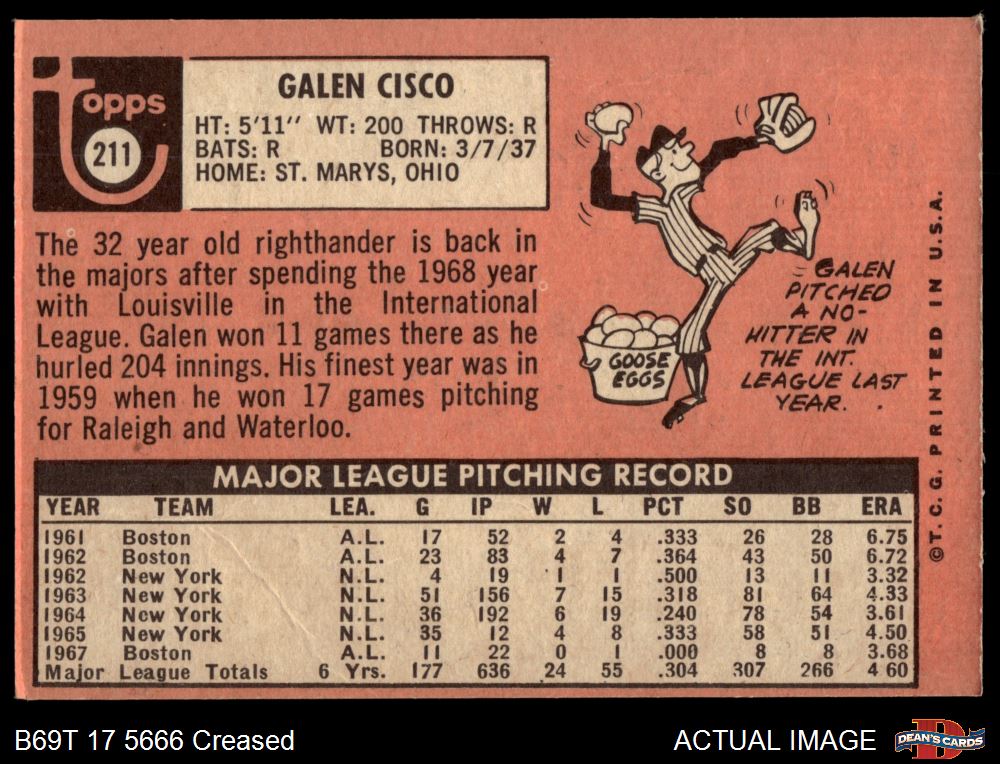 Topps
211
GALEN CISCO
HT: 5'11" WT: 200 THROWS: R
BATS: R BORN: 3/7/37
HOME: ST. MARYS, OHIO
The 32 year old righthander is back in
the majors after spending the 1968 year
with Louisville in the International
League. Galen won 11 games there as he
hurled 204 innings. His finest year was in
1959 when he won 17 games pitching
for Raleigh and Waterloo.
GOOSE
EGGS
GALEN
PITCHED
A NO-
HITTER IN
THE INT.
LEAGUE LAST
YEAR.
©T. C. G. PRINTED IN U.S.A.
MAJOR LEAGUE PITCHING RECORD
YEAR TEAM LEA. G IP W L PCT SO BB ERA
1961 Boston A.L. 17 52 2 4 .333 26 28 6.75
1962 Boston A.L. 23 83 4 7 .364 43 50 6.72
1962 New York N.L. 4 19 1 1 .500 13 11 3.32
1963 New York N.L. 51 156 7 15 .318 81 64 4.33
1964 New York N.L. 36 192 6 19 .240 78 54 3.61
1965 New York N.L. 35 12 4 8 .333 58 51 4.50
1967 Boston A.L. 11 22 0 1 .000 8 8 3.68
Major League Totals 6 Yrs. 177 636 24 55 .304 307 266 4 60
B69T 17 5666 Creased
ACTUAL IMAGE
DEAN'S CARDS